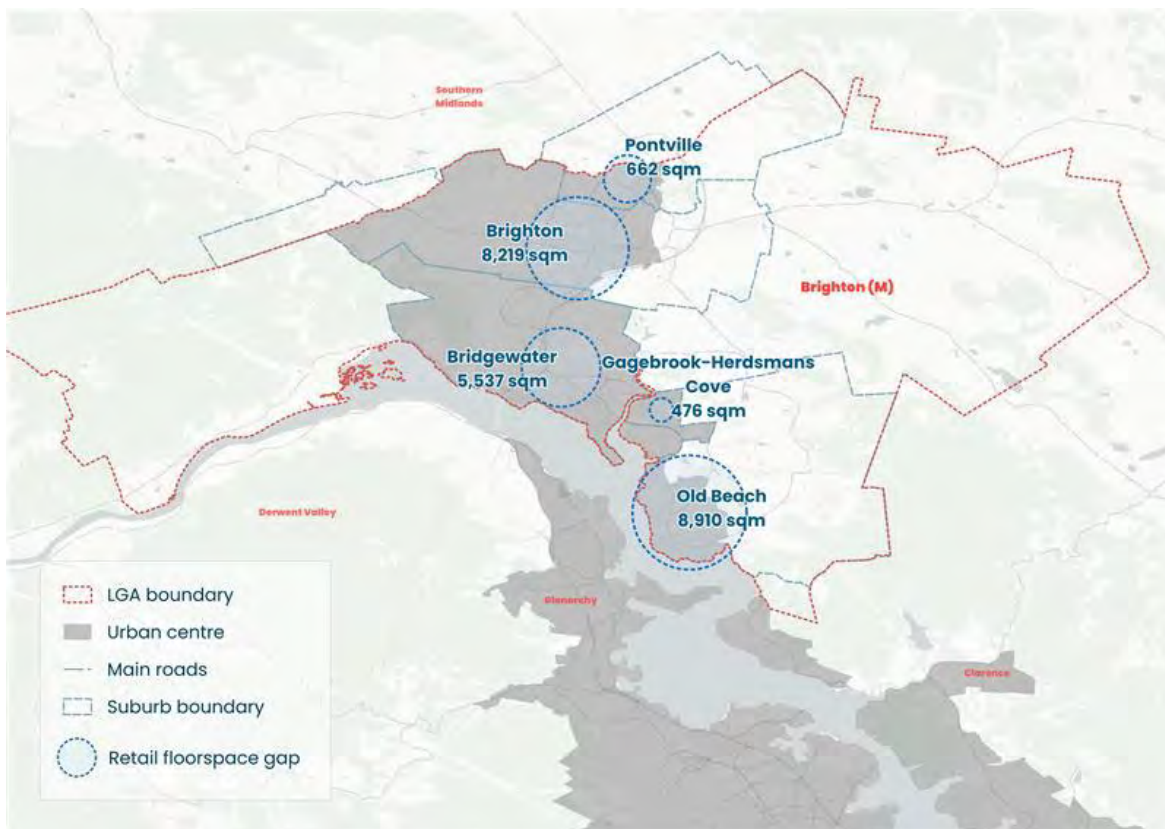 Southern
Midlands
Pontville
662 sqm
Brighton
8,219 sqm
Brighton (M)
Bridgewater
5,537 sqm
Gagebrook-Herdsmans
Cove
476 sqm
Old Beach
8,910 sqm
Derwent Valley
Glenorchy
Clarence
LGA boundary
Urban centre
Main roads
Suburb boundary
Retail floorspace gap